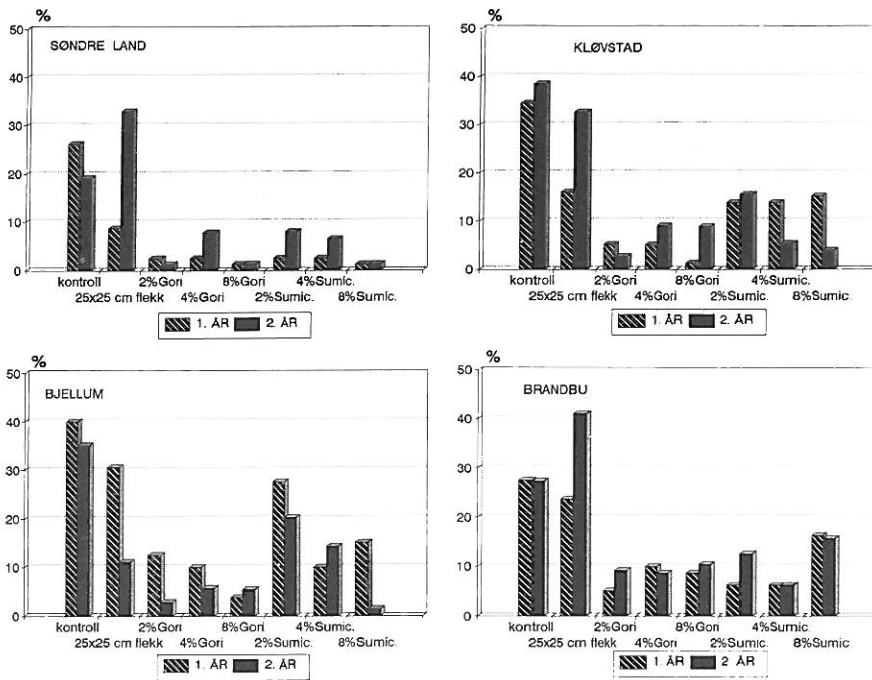 %
SØNDRE LAND
50
40
30
20
10
0
kontroll 2%Gori 8%Gori 4%Sumic.
25x25 cm flekk 4%Gori 2%Sumic. 8%Sumic.
1. ÅR 2. ÅR
%
KLØVSTAD
50
40
30
20
10
0
kontroll 2%Gori 8%Gori 4%Sumic.
25x25 cm flekk 4%Gori 2%Sumic. 8%Sumic.
1. ÅR 2. ÅR
%
BJELLUM
50
40
30
20
10
0
kontroll 2%Gori 8%Gori 4%Sumic.
25x25 cm flekk 4%Gori 2%Sumic. 8%Sumic.
1. ÅR 2. ÅR
%
BRANDBU
50
40
30
20
10
0
kontroll 2%Gori 8%Gori 4%Sumic.
25x25 cm flekk 4%Gori 2%Sumic. 8%Sumic.
1. ÅR 2. ÅR